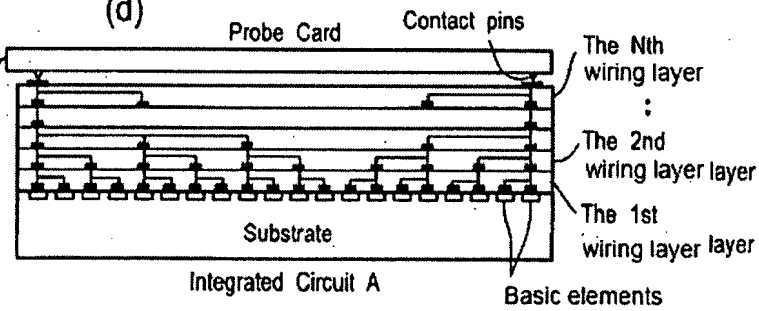 (d)
Probe Card
Contact pins
The Nth
wiring layer
:
The 2nd
wiring layer layer
The 1st
wiring layer layer
Substrate
Integrated Circuit A
Basic elements